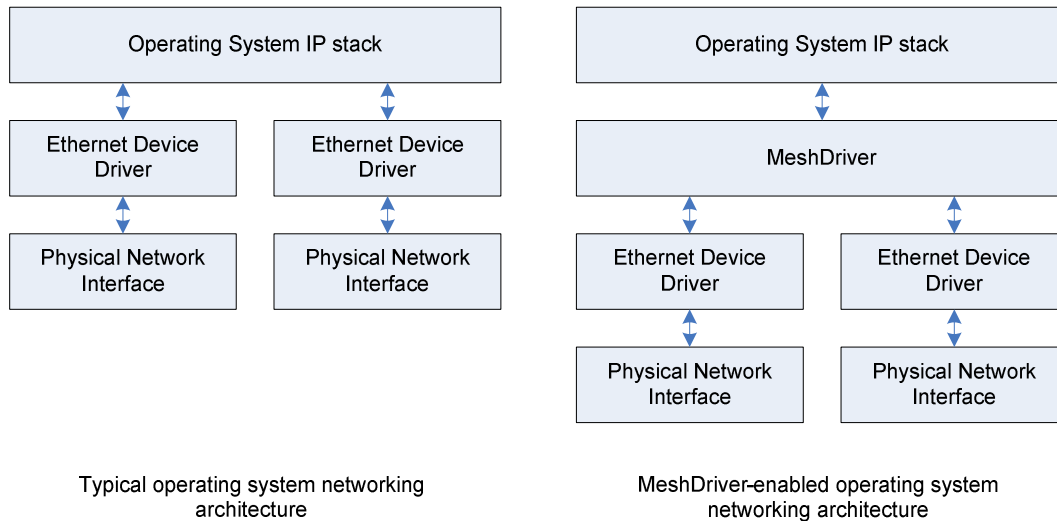 Operating System IP stack
Ethernet Device
Driver
Ethernet Device
Driver
Physical Network
Interface
Physical Network
Interface
Typical operating system networking
architecture
Operating System IP stack
MeshDriver
Ethernet Device
Driver
Ethernet Device
Driver
Physical Network
Interface
Physical Network
Interface
MeshDriver-enabled operating system
networking architecture